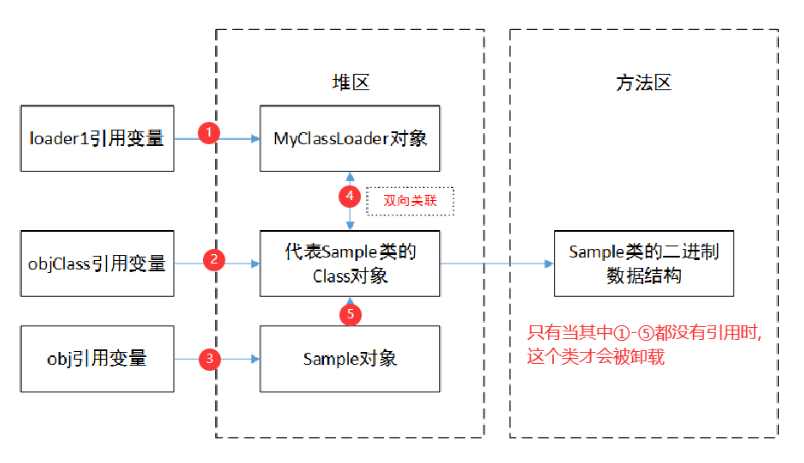 堆区
方法区
loader1引用变量
1
MyClassLoader对象
4
双向关联
objClass引用变量
2
代表Sample类的
Class对象
Sample类的二进制
数据结构
5
obj引用变量
3
Sample对象
只有当其中①-⑤都没有引用时,
这个类才会被卸载